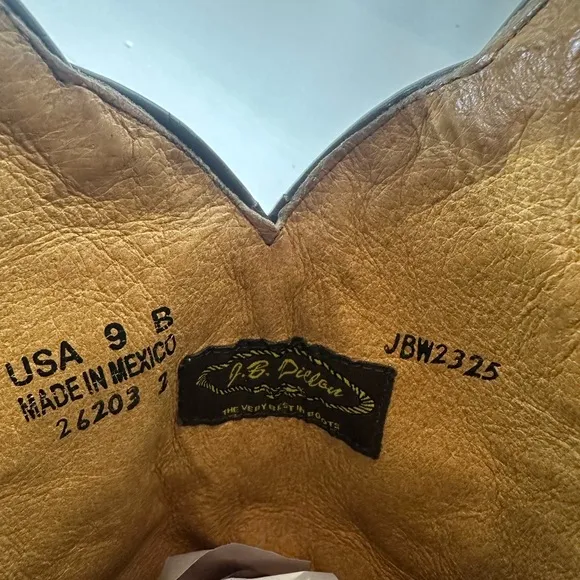 USA 9 B
MADE IN MEXICO
26203 2
J.B. Dillon
THE VERY BEST IN BOOTS
JBW2325